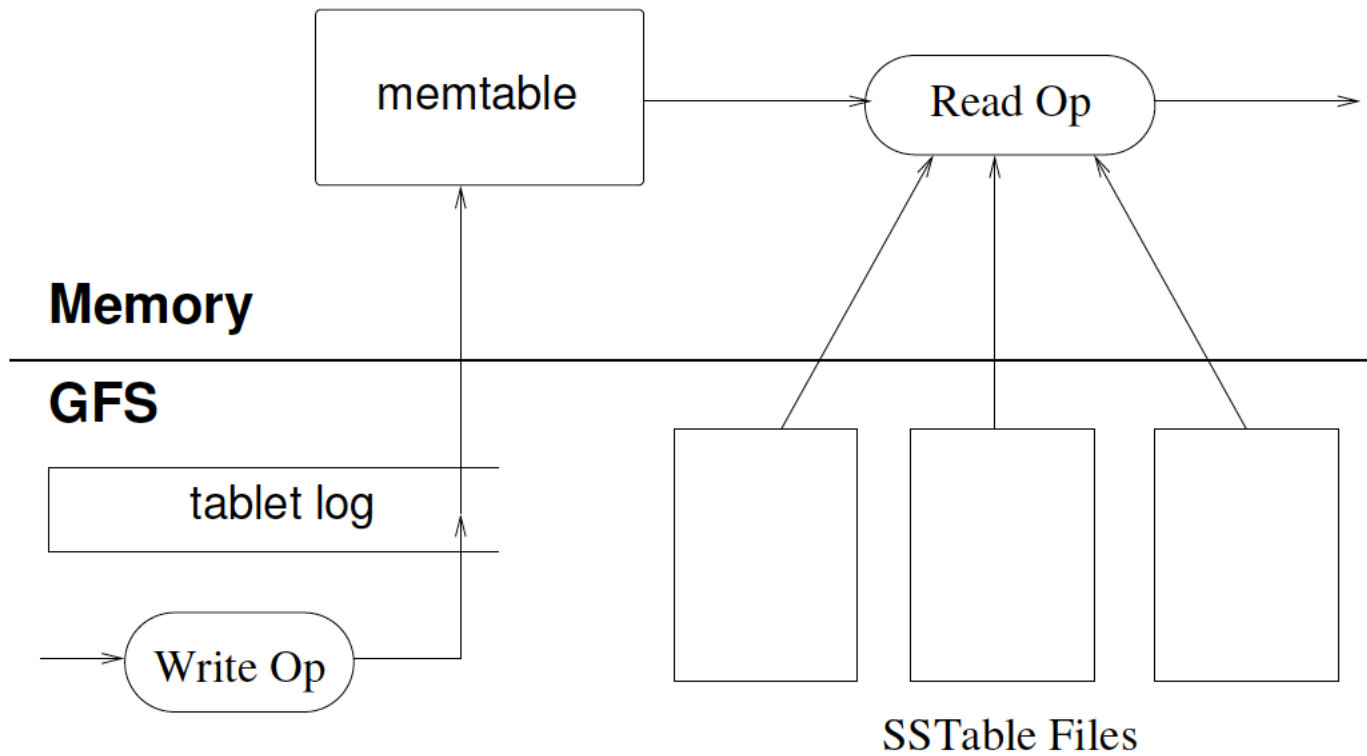 memtable
Read Op
Memory
GFS
tablet log
Write Op
SSTable Files